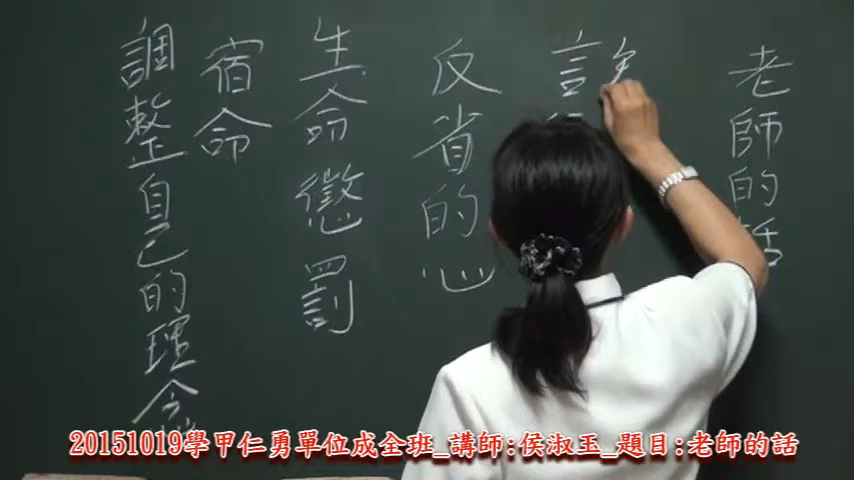 老師的話
言
反省的心
生命懲罰
宿命
調整自己的理念
20151019學甲仁勇單位成全班_講師:侯淑玉_題目:老師的話